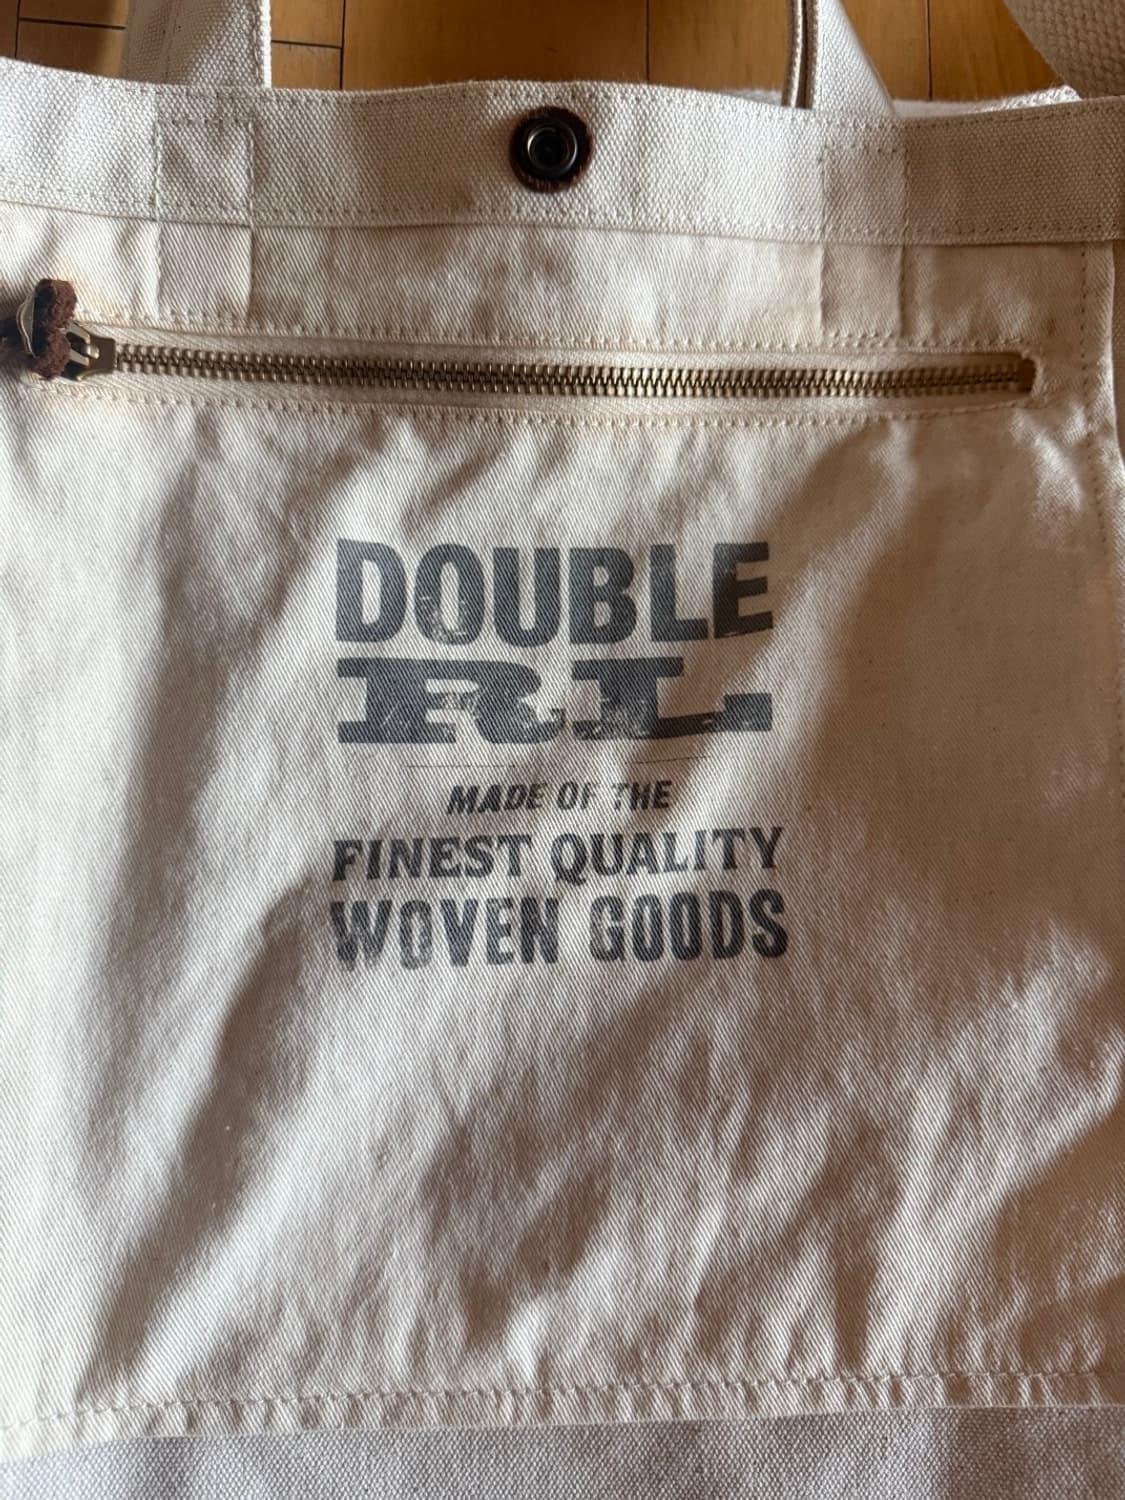 DOUBLE
RL
MADE OF THE
FINEST QUALITY
WOVEN GOODS